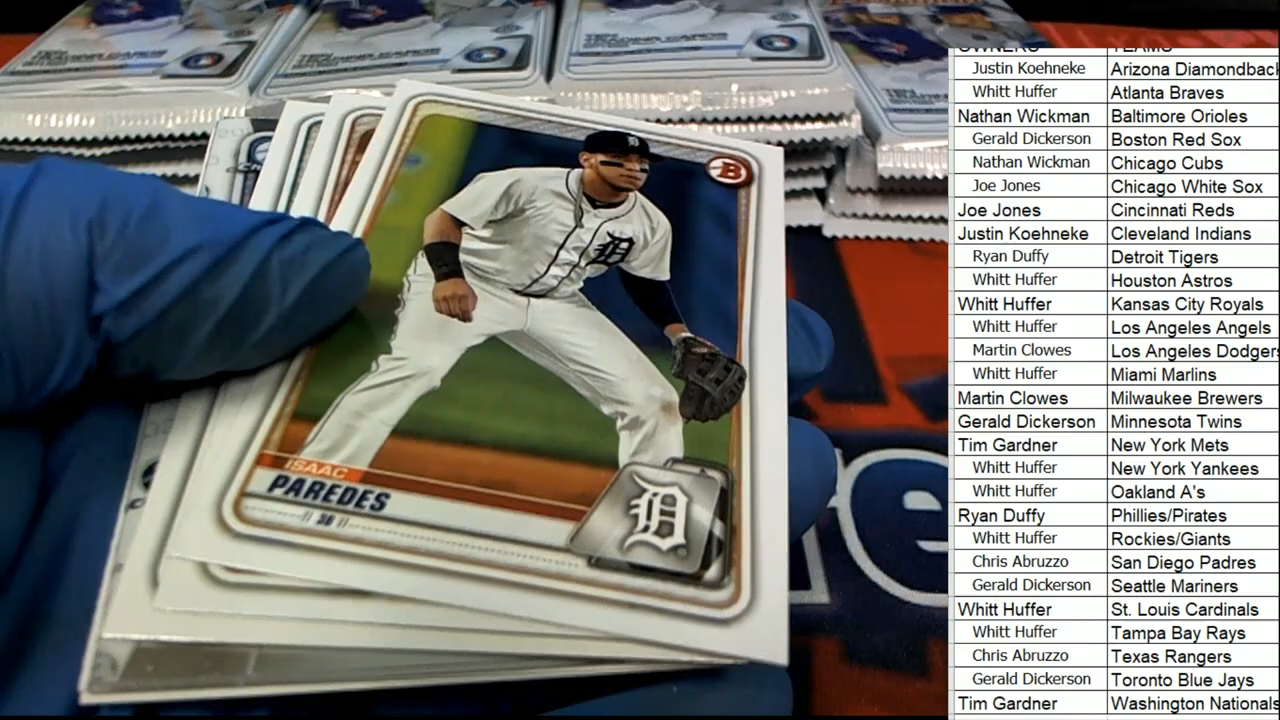 TRADING CARDS
B
D
D
ISAAC
PAREDES
3B
D
e
OWNERS TEAMS
Justin Koehneke Arizona Diamondback
Whitt Huffer Atlanta Braves
Nathan Wickman Baltimore Orioles
Gerald Dickerson Boston Red Sox
Nathan Wickman Chicago Cubs
Joe Jones Chicago White Sox
Joe Jones Cincinnati Reds
Justin Koehneke Cleveland Indians
Ryan Duffy Detroit Tigers
Whitt Huffer Houston Astros
Whitt Huffer Kansas City Royals
Whitt Huffer Los Angeles Angels
Martin Clowes Los Angeles Dodgers
Whitt Huffer Miami Marlins
Martin Clowes Milwaukee Brewers
Gerald Dickerson Minnesota Twins
Tim Gardner New York Mets
Whitt Huffer New York Yankees
Whitt Huffer Oakland A's
Ryan Duffy Phillies/Pirates
Whitt Huffer Rockies/Giants
Chris Abruzzo San Diego Padres
Gerald Dickerson Seattle Mariners
Whitt Huffer St. Louis Cardinals
Whitt Huffer Tampa Bay Rays
Chris Abruzzo Texas Rangers
Gerald Dickerson Toronto Blue Jays
Tim Gardner Washington Nationals